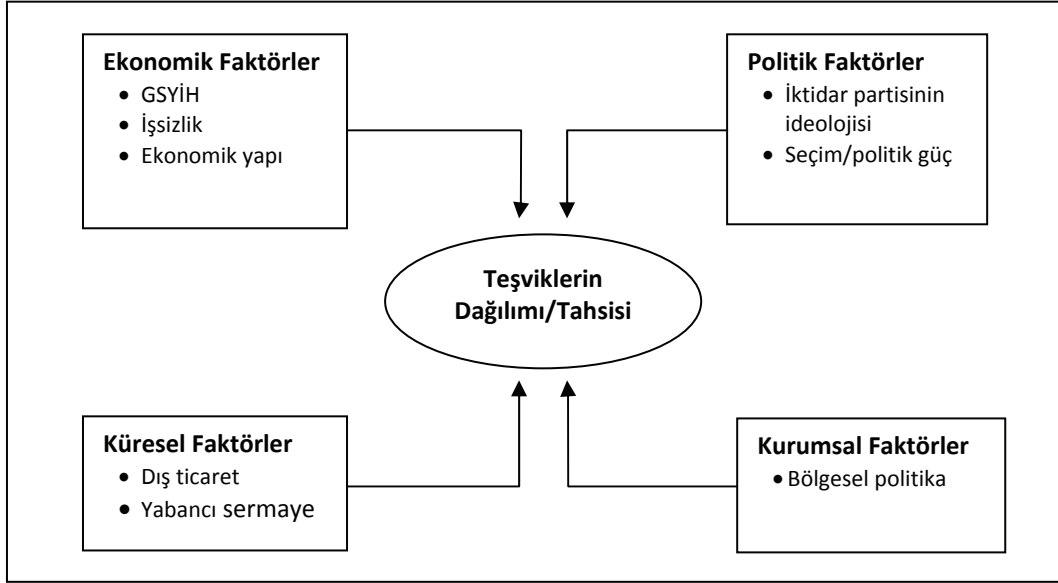 Ekonomik Faktörler
• GSYİH
• İşsizlik
• Ekonomik yapı
Politik Faktörler
• İktidar partisinin
ideolojisi
• Seçim/politik güç
Teşviklerin
Dağılımı/Tahsisi
Küresel Faktörler
• Dış ticaret
• Yabancı sermaye
Kurumsal Faktörler
• Bölgesel politika